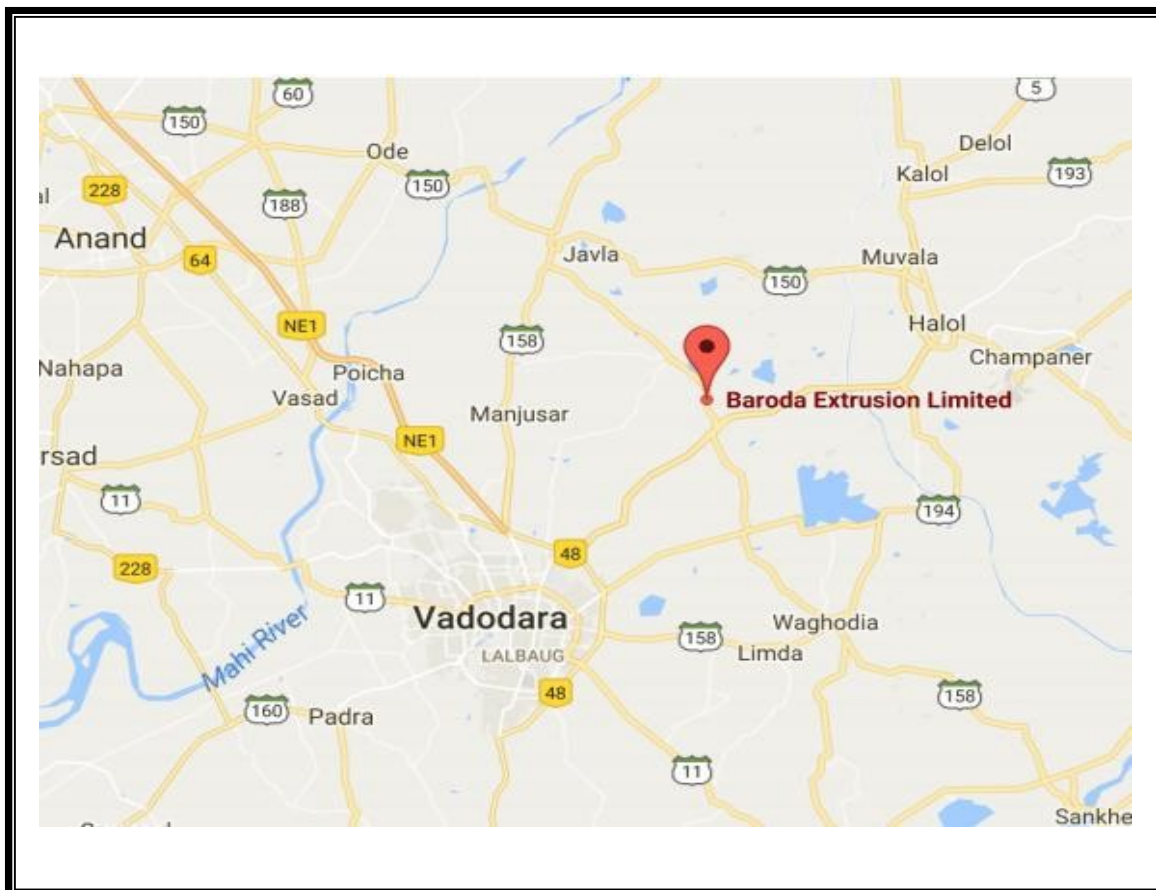 5
60
150
Delol
Ode
Kalol
193
150
228
188
Anand
Javla
Muvala
64
150
Halol
NE1
158
Champaner
Nahapa
Poicha
Vasad
Baroda Extrusion Limited
Manjusar
NE1
rsad
11
194
48
228
11
Vadodara
Waghodia
158
Limda
LALBAUG
Mahi River
48
158
160
Padra
11
Sankhe